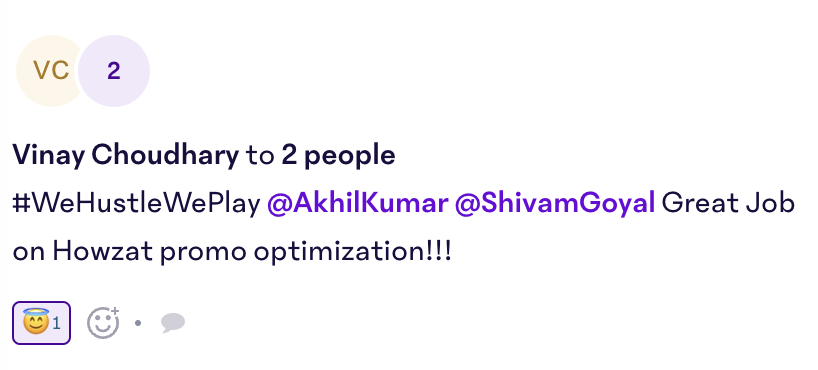 VC 2
Vinay Choudhary to 2 people
#WeHustleWePlay @AkhilKumar @ShivamGoyal Great Job
on Howzat promo optimization!!!
😇 1